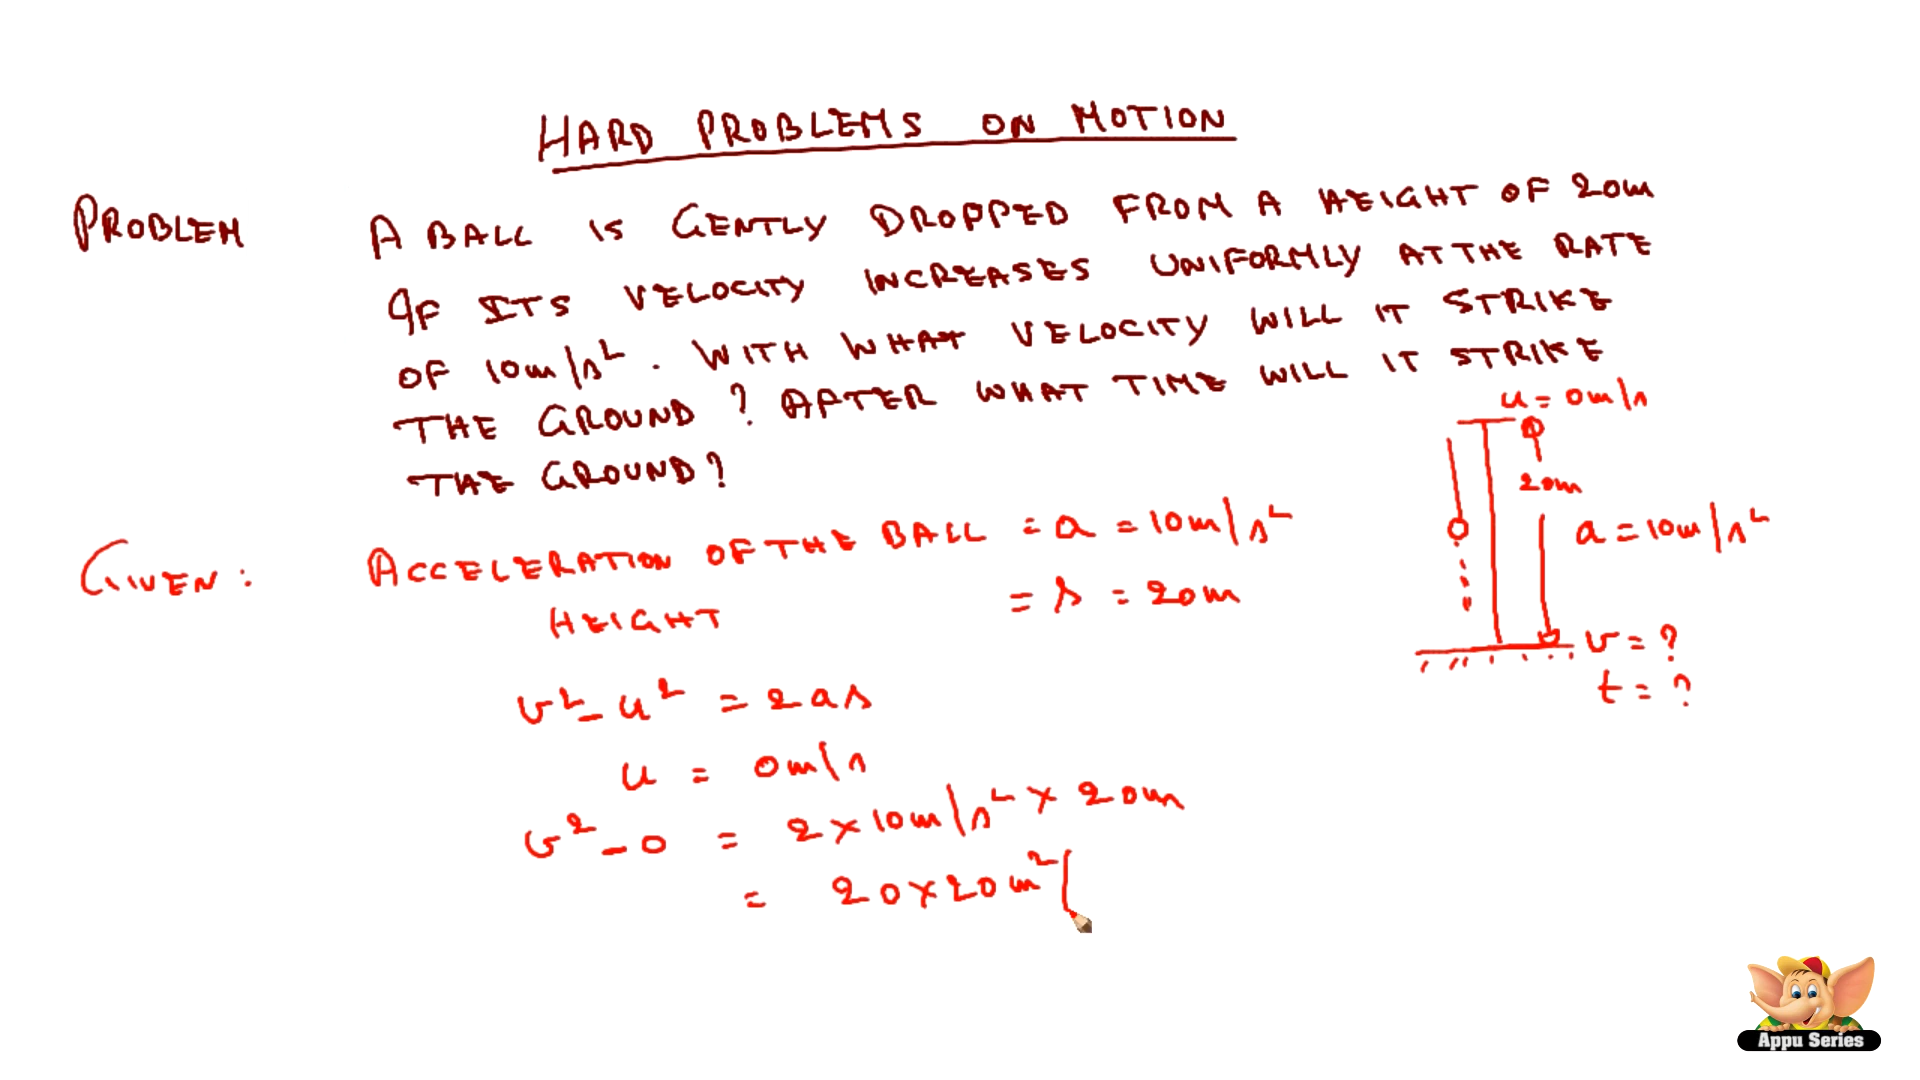 HARD PROBLEMS ON MOTION
PROBLEM A BALL IS GENTLY DROPPED FROM A HEIGHT OF 20m
IF ITS VELOCITY INCREASES UNIFORMLY AT THE RATE
OF 10m/s². WITH WHAT VELOCITY WILL IT STRIKE
THE GROUND? AFTER WHAT TIME WILL IT STRIKE
THE GROUND?
u = 0m/s
20m
a = 10m/s²
v = ?
t = ?
GIVEN: ACCELERATION OF THE BALL = a = 10m/s²
HEIGHT = s = 20m
v² - u² = 2as
u = 0m/s
v² - 0 = 2 × 10m/s² × 20m
= 20 × 20 m² /
Appu Series